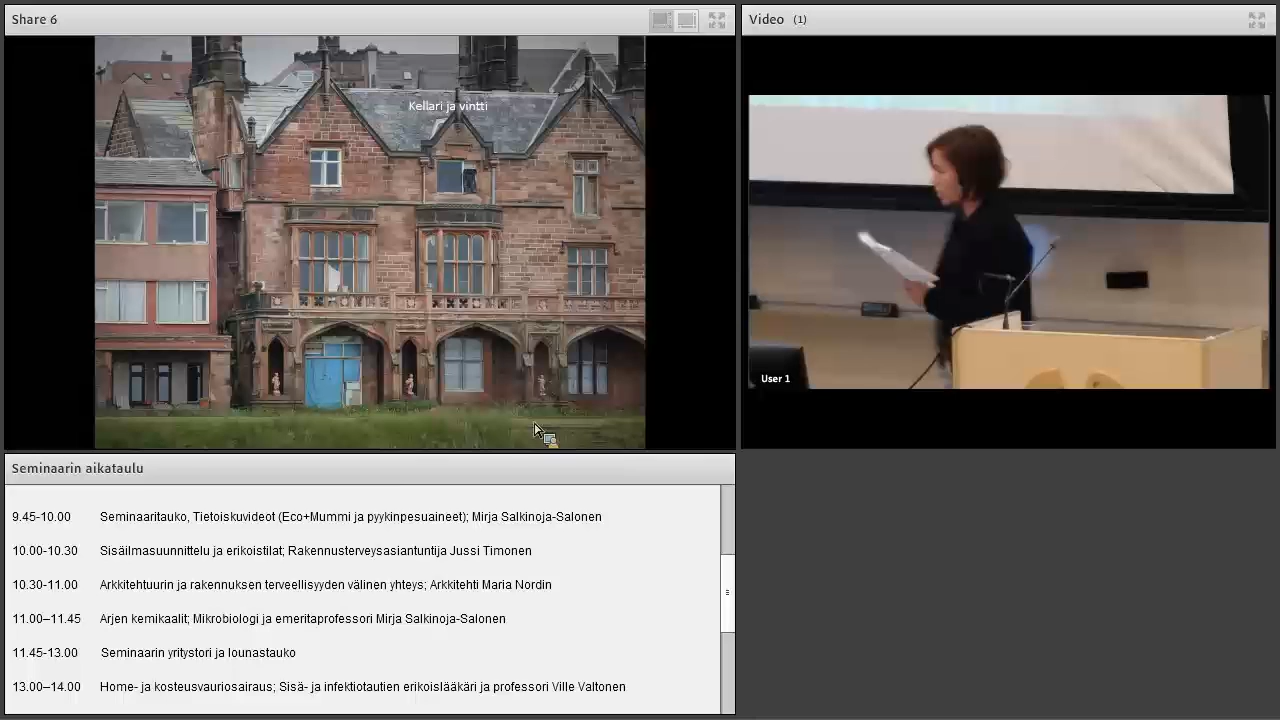 Share 6
Kellari ja vintti
Video (1)
User 1
Seminaarin aikataulu
9.45-10.00 Seminaaritauko, Tietoiskuvideot (Eco+Mummi ja pyykinpesuaineet); Mirja Salkinoja-Salonen
10.00-10.30 Sisäilmasuunnittelu ja erikoistilat; Rakennusterveysasiantuntija Jussi Timonen
10.30-11.00 Arkkitehtuurin ja rakennuksen terveellisyyden välinen yhteys; Arkkitehti Maria Nordin
11.00–11.45 Arjen kemikaalit; Mikrobiologi ja emeritaprofessori Mirja Salkinoja-Salonen
11.45-13.00 Seminaarin yritystori ja lounastauko
13.00–14.00 Home- ja kosteusvauriosairaus; Sisä- ja infektiotautien erikoislääkäri ja professori Ville Valtonen